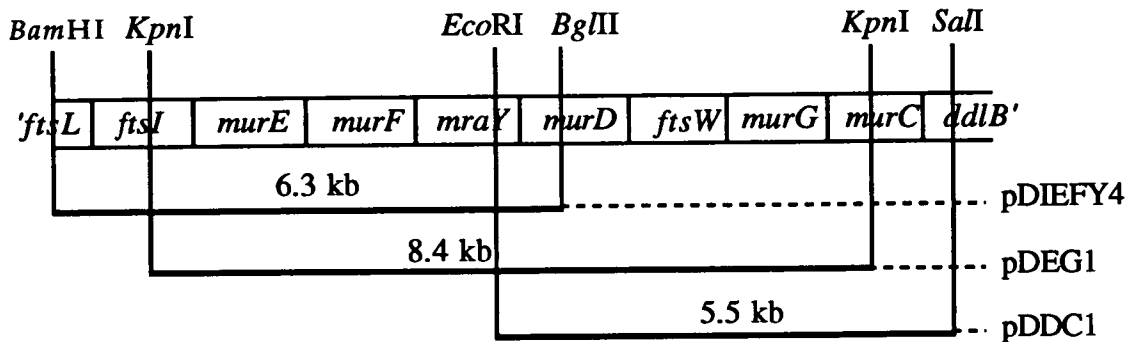 BamHI KpnI EcoRI BglII KpnI SalI
'ftsL ftsI murE murF mraY murD ftsW murG murC ddlB'
6.3 kb
pDIEFY4
8.4 kb
pDEG1
5.5 kb
pDDC1